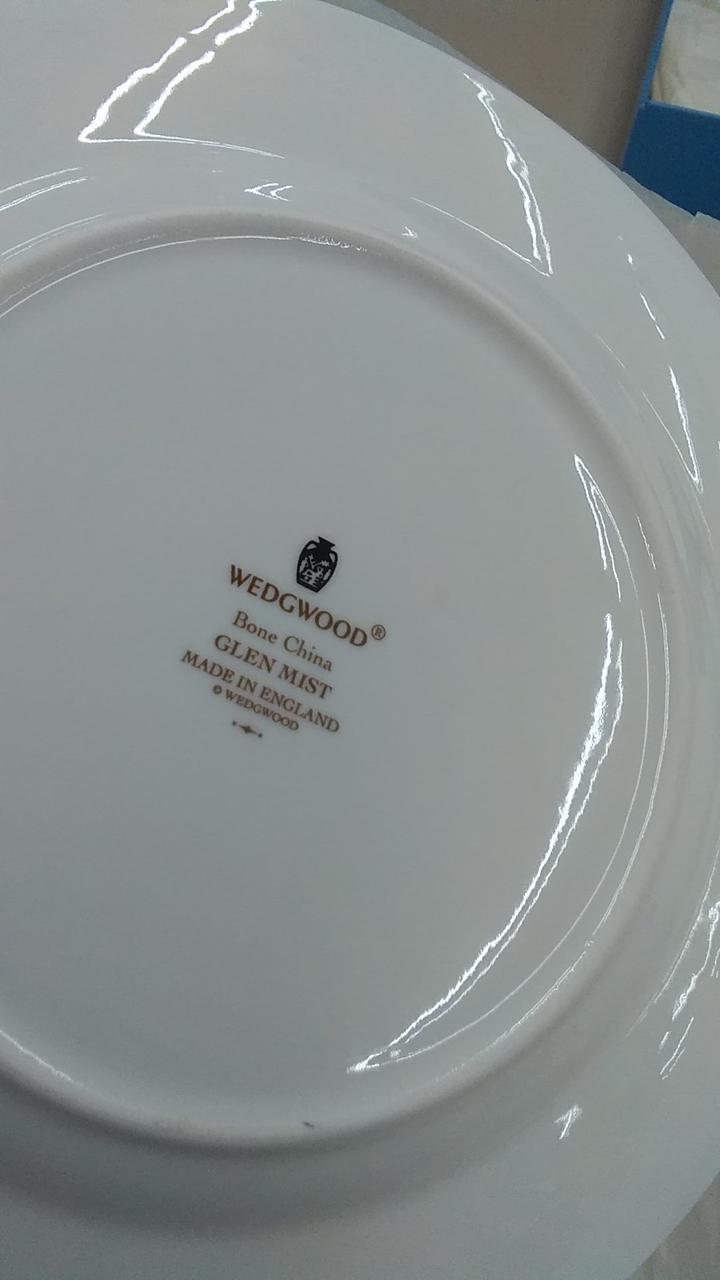 WEDGWOOD®
Bone China
GLEN MIST
MADE IN ENGLAND
© WEDGWOOD